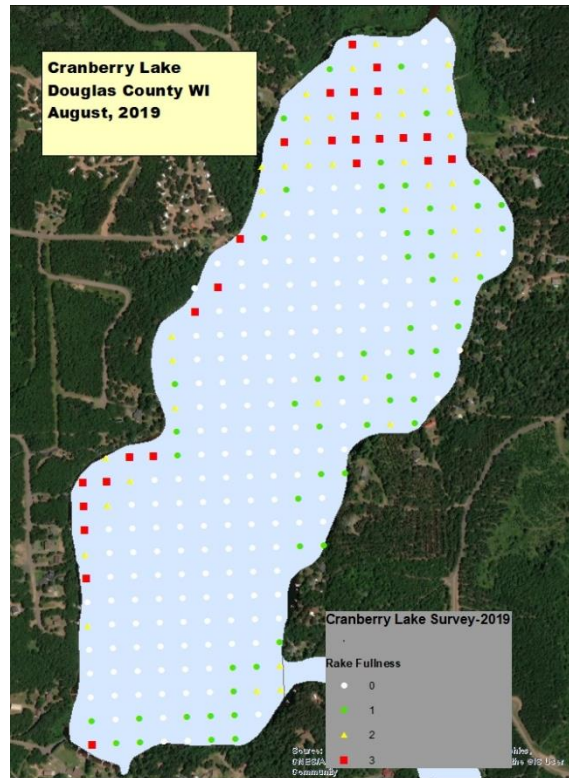 Cranberry Lake
Douglas County WI
August, 2019
Cranberry Lake Survey-2019
Rake Fullness
0
1
2
3
Source:
User
Community